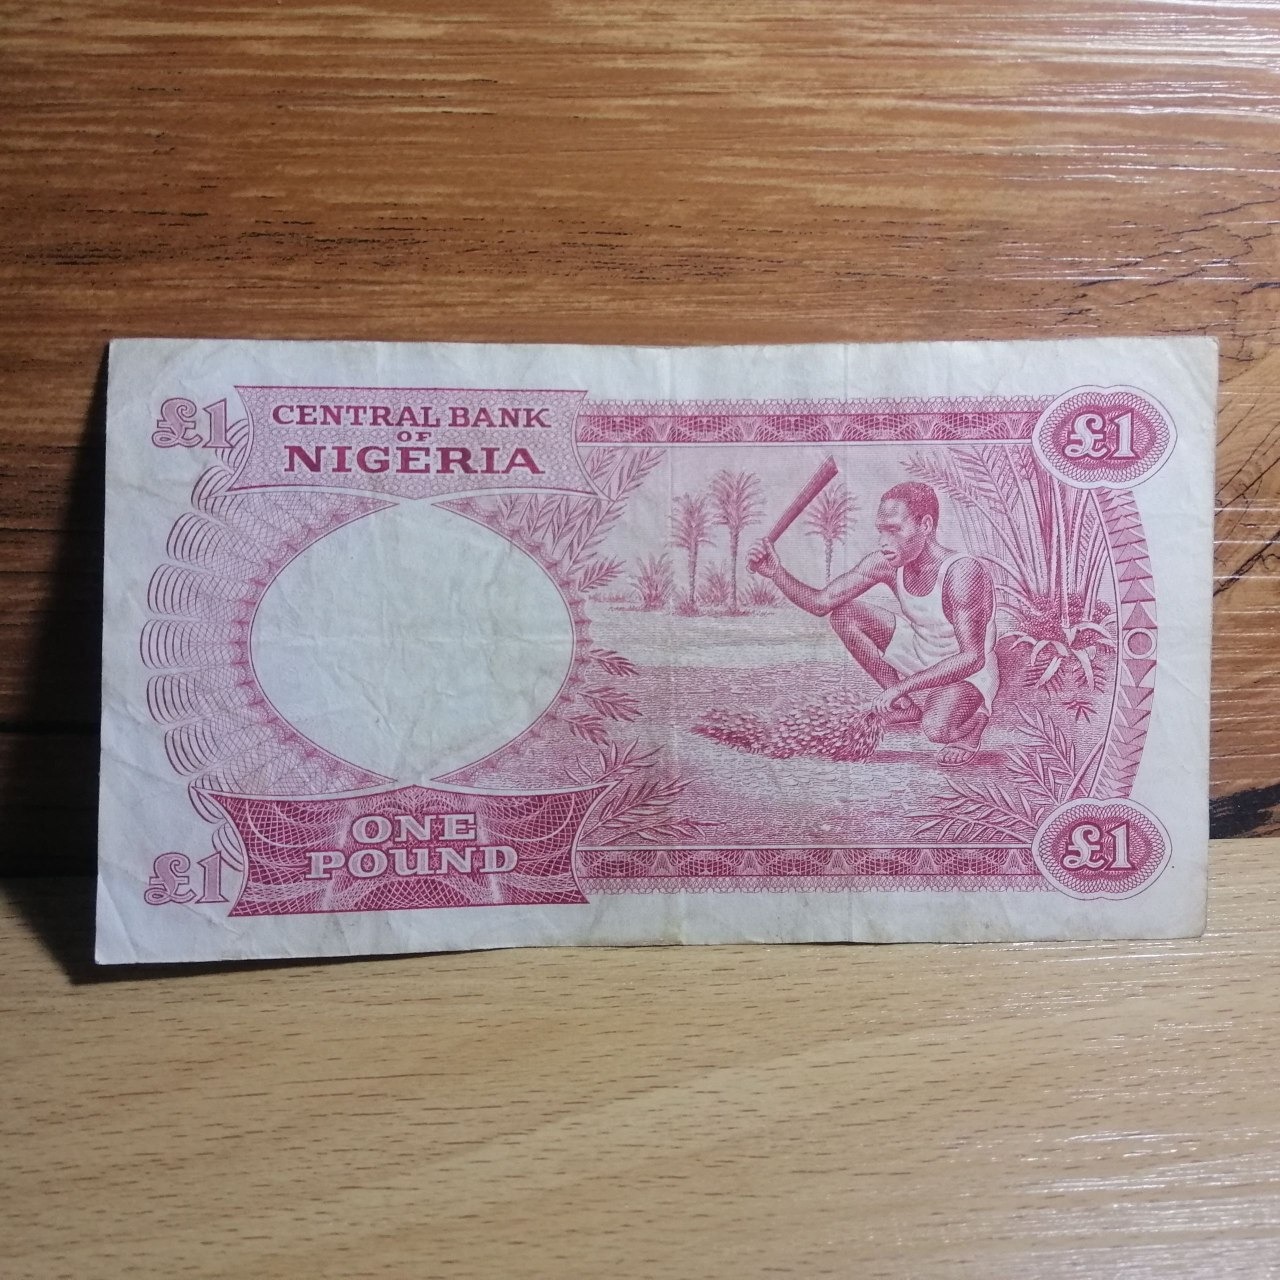 £1
CENTRAL BANK
OF
NIGERIA
£1
ONE
POUND
£1
£1